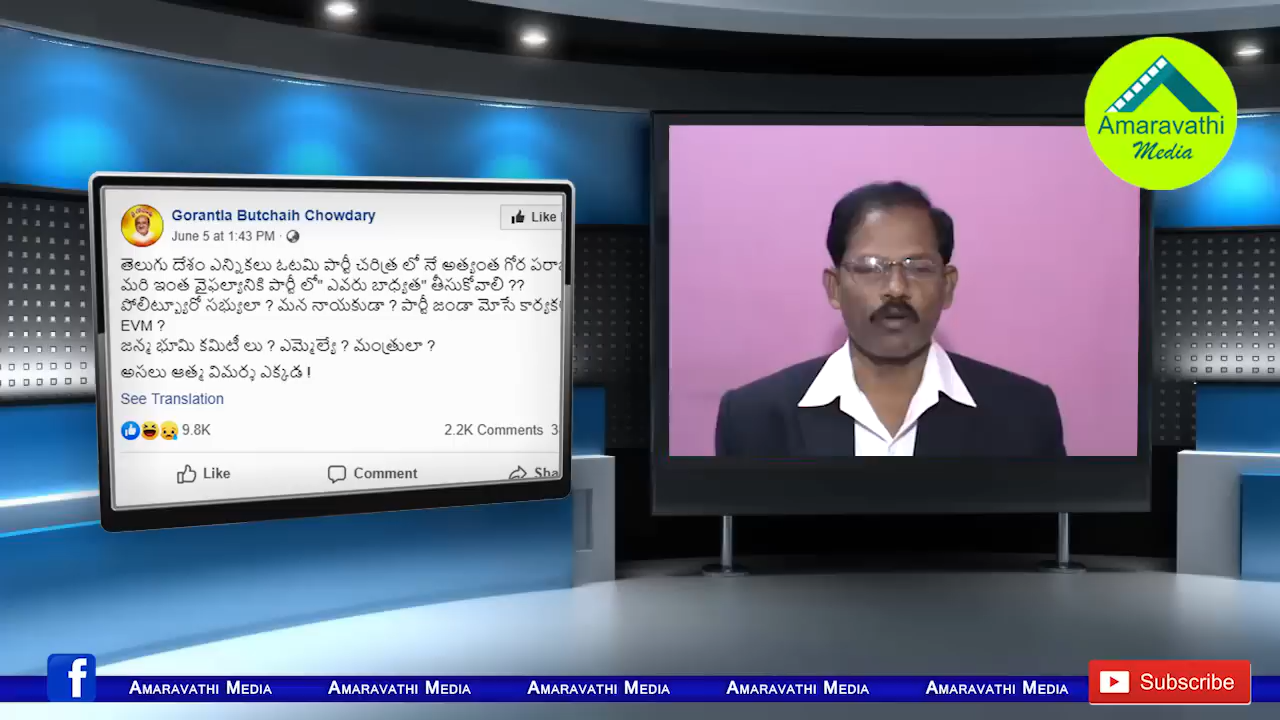 Amaravathi
Media
Gorantla Butchaih Chowdary
Like
June 5 at 1:43 PM ·
తెలుగు దేశం ఎన్నికలు ఓటమి పార్టీ చరిత్ర లో నే అత్యంత గోర
మరి ఇంత వైఫల్యానికి పార్టీ లో" ఎవరు బాధ్యత" తీసుకోవాలి ??
పోలిట్బ్యూరో సభ్యులా ? మన నాయకుడా ? పార్టీ జండా మోసే
EVM ?
జన్మ భూమి కమిటీ లు ? ఎమ్మెల్యే ? మంత్రులా ?
అసలు ఆత్మ విమర్శ ఎక్కడ !
See Translation
9.8K
2.2K Comments
Like
Comment
f
Amaravathi Media
Amaravathi Media
Amaravathi Media
Amaravathi Media
Amaravathi Media
Subscribe